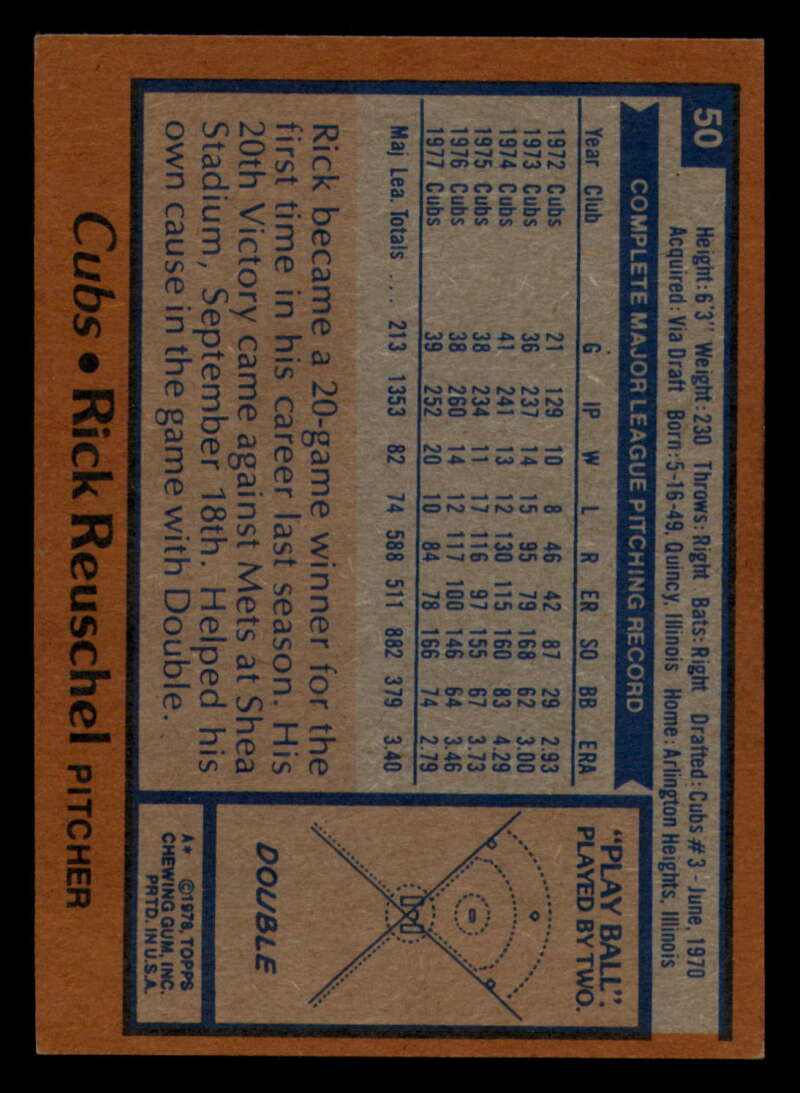 50
Height: 6'3" Weight: 230 Throws: Right Bats: Right Drafted: Cubs #3 - June, 1970
Acquired: Via Draft Born: 5-16-49, Quincy, Illinois Home: Arlington Heights, Illinois
COMPLETE MAJOR LEAGUE PITCHING RECORD
Year Club G IP W L R ER SO BB ERA
1972 Cubs 21 129 10 8 46 42 87 29 2.93
1973 Cubs 36 237 14 15 95 79 168 62 3.00
1974 Cubs 41 241 13 12 130 115 160 83 4.29
1975 Cubs 38 234 11 17 116 97 155 67 3.73
1976 Cubs 38 260 14 12 117 100 146 64 3.46
1977 Cubs 39 252 20 10 84 78 166 74 2.79
Maj Lea. Totals ... 213 1353 82 74 588 511 882 379 3.40
Rick became a 20-game winner for the
first time in his career last season. His
20th Victory came against Mets at Shea
Stadium, September 18th. Helped his
own cause in the game with Double.
"PLAY BALL":
PLAYED BY TWO.
DOUBLE
A* ©1978, TOPPS
CHEWING GUM, INC.
PRTD. IN U.S.A.
Cubs • Rick Reuschel PITCHER